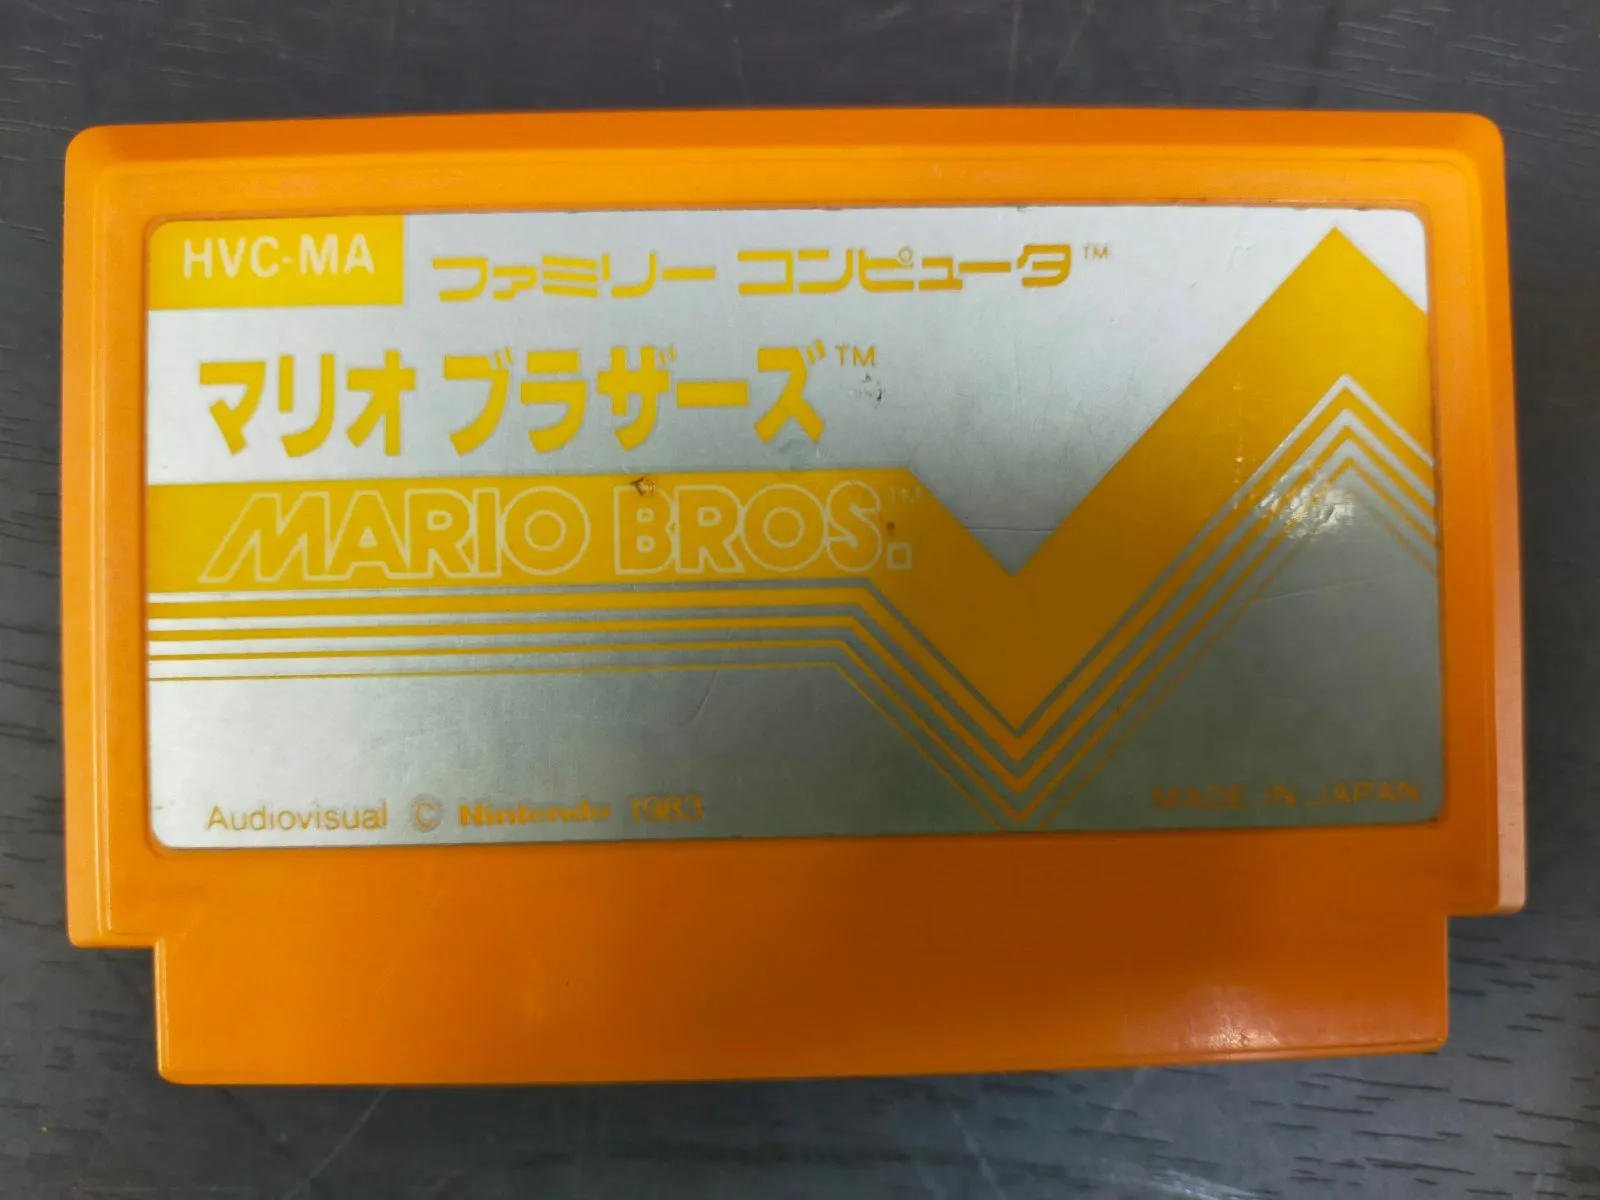 HVC-MA
ファミリー コンピュータ™
マリオ ブラザーズ™
MARIO BROS.™
Audiovisual © Nintendo 1983
MADE IN JAPAN